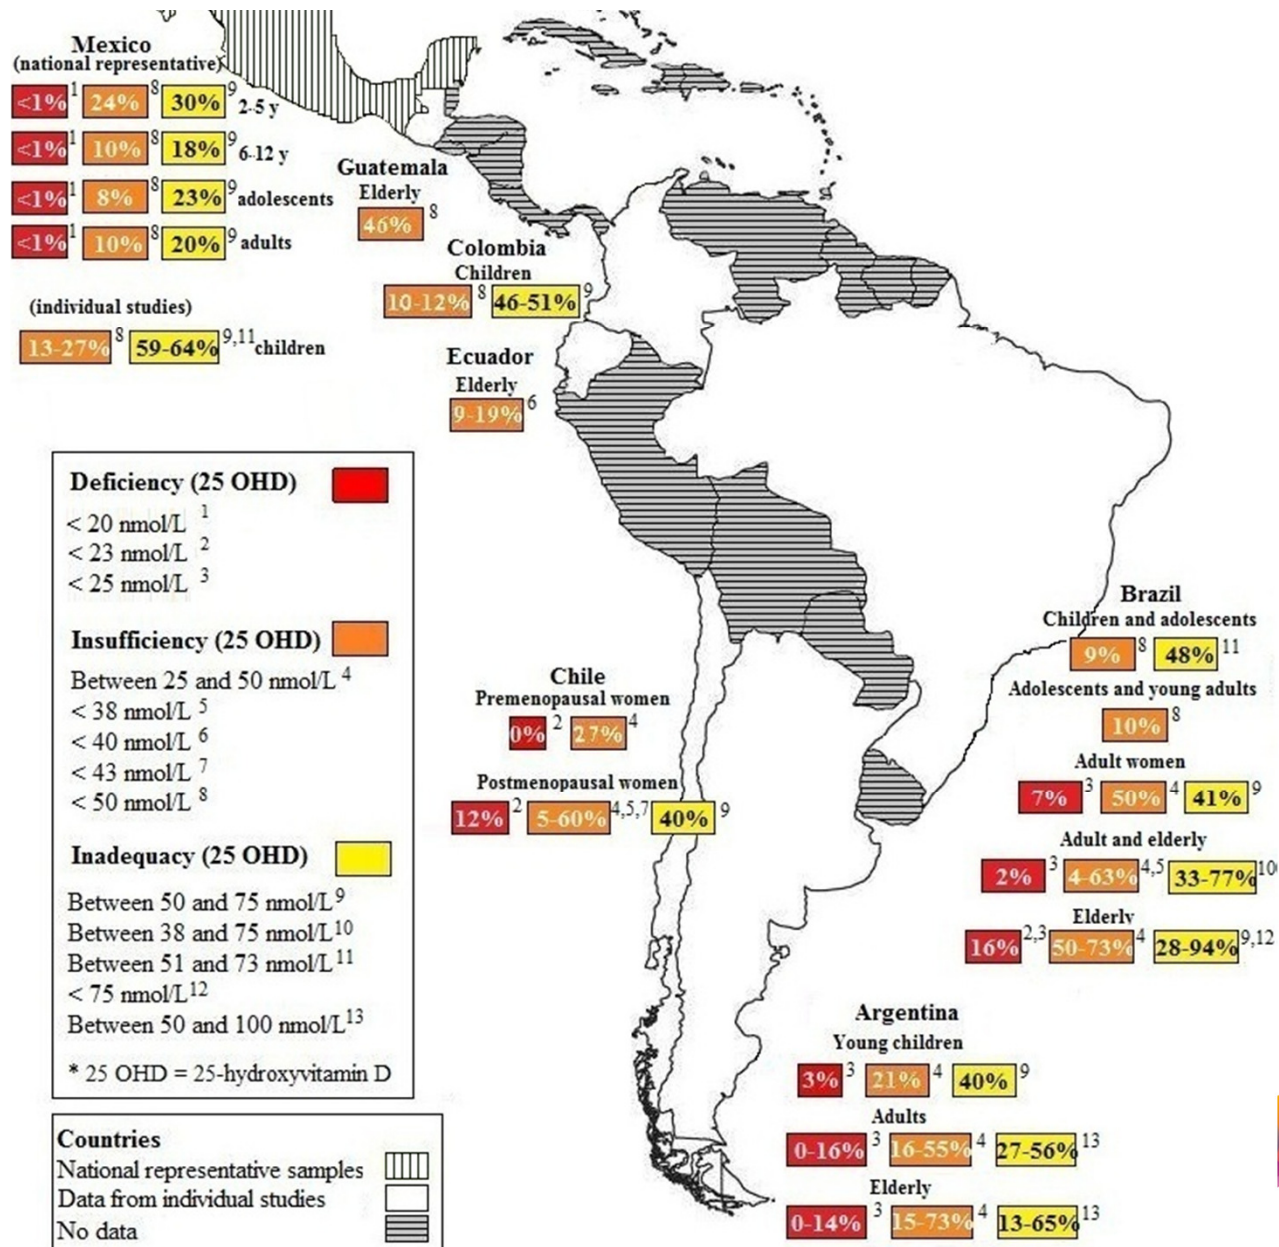 Mexico
(national representative)
<1% 1 24% 8 30% 9 2-5 y
<1% 1 10% 8 18% 9 6-12 y
<1% 1 8% 8 23% 9 adolescents
<1% 1 10% 8 20% 9 adults
(individual studies)
13-27% 8 59-64% 9,11 children
Guatemala
Elderly
46% 8
Colombia
Children
10-12% 8 46-51% 9
Ecuador
Elderly
9-19% 6
Deficiency (25 OHD)
< 20 nmol/L 1
< 23 nmol/L 2
< 25 nmol/L 3
Insufficiency (25 OHD)
Between 25 and 50 nmol/L 4
< 38 nmol/L 5
< 40 nmol/L 6
< 43 nmol/L 7
< 50 nmol/L 8
Inadequacy (25 OHD)
Between 50 and 75 nmol/L 9
Between 38 and 75 nmol/L 10
Between 51 and 73 nmol/L 11
< 75 nmol/L 12
Between 50 and 100 nmol/L 13
* 25 OHD = 25-hydroxyvitamin D
Countries
National representative samples
Data from individual studies
No data
Chile
Premenopausal women
0% 2 27% 4
Postmenopausal women
12% 2 5-60% 4,5,7 40% 9
Brazil
Children and adolescents
9% 8 48% 11
Adolescents and young adults
10% 8
Adult women
7% 3 50% 4 41% 9
Adult and elderly
2% 3 4-63% 4,5 33-77% 10
Elderly
16% 2,3 50-73% 4 28-94% 9,12
Argentina
Young children
3% 3 21% 4 40% 9
Adults
0-16% 3 16-55% 4 27-56% 13
Elderly
0-14% 3 15-73% 4 13-65% 13